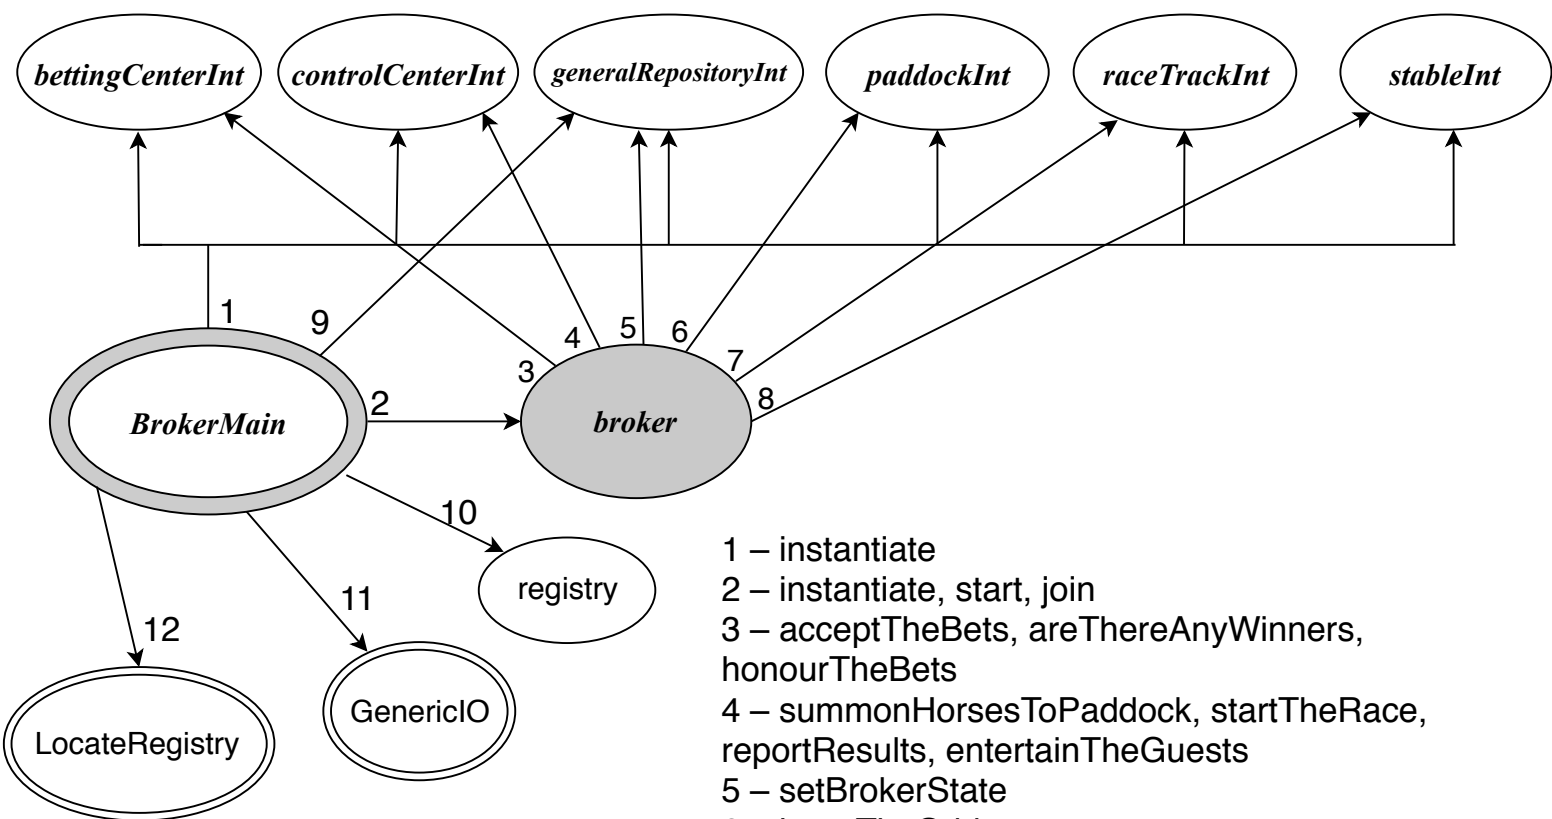 bettingCenterInt
controlCenterInt
generalRepositoryInt
paddockInt
raceTrackInt
stableInt
1
9
4
5
6
7
3
8
2
BrokerMain
broker
10
11
12
registry
GenericIO
LocateRegistry
1 – instantiate
2 – instantiate, start, join
3 – acceptTheBets, areThereAnyWinners,
honourTheBets
4 – summonHorsesToPaddock, startTheRace,
reportResults, entertainTheGuests
5 – setBrokerState